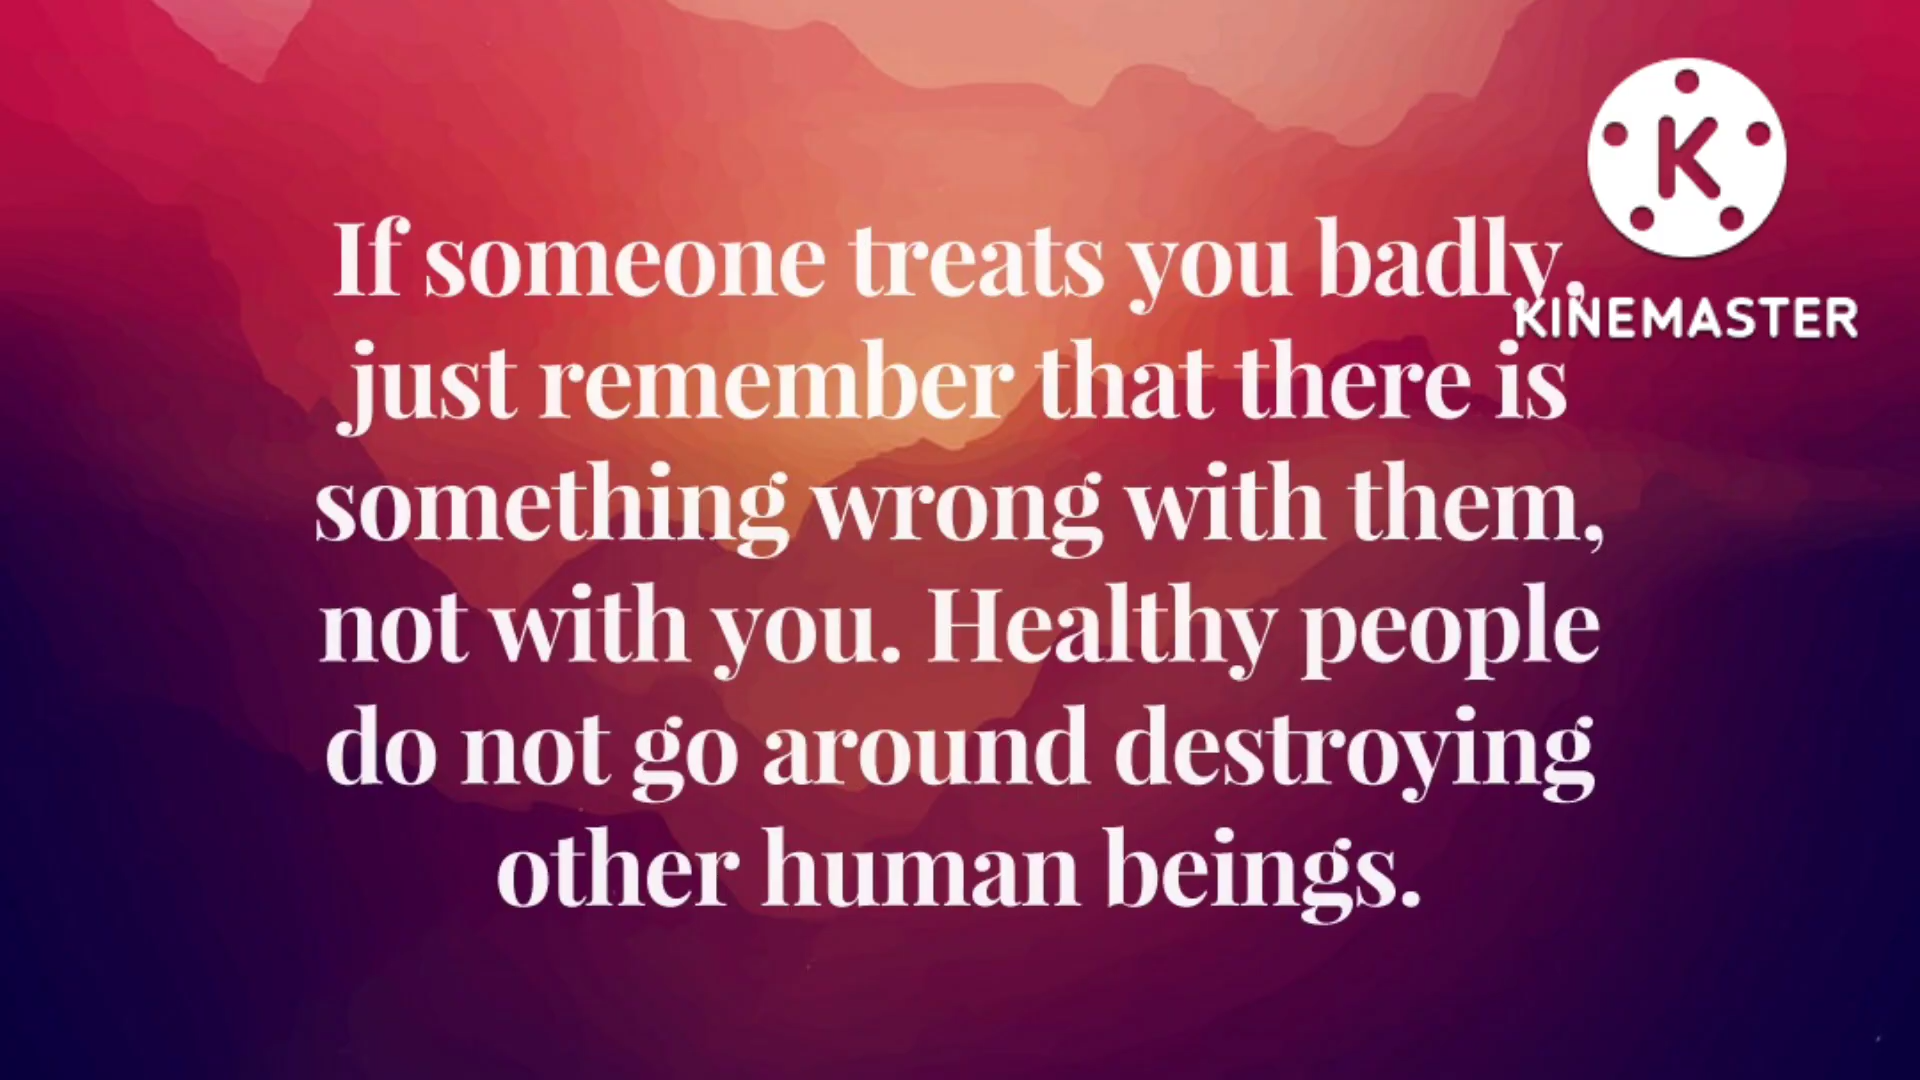 If someone treats you badly,
just remember that there is
something wrong with them,
not with you. Healthy people
do not go around destroying
other human beings.
K
KINEMASTER